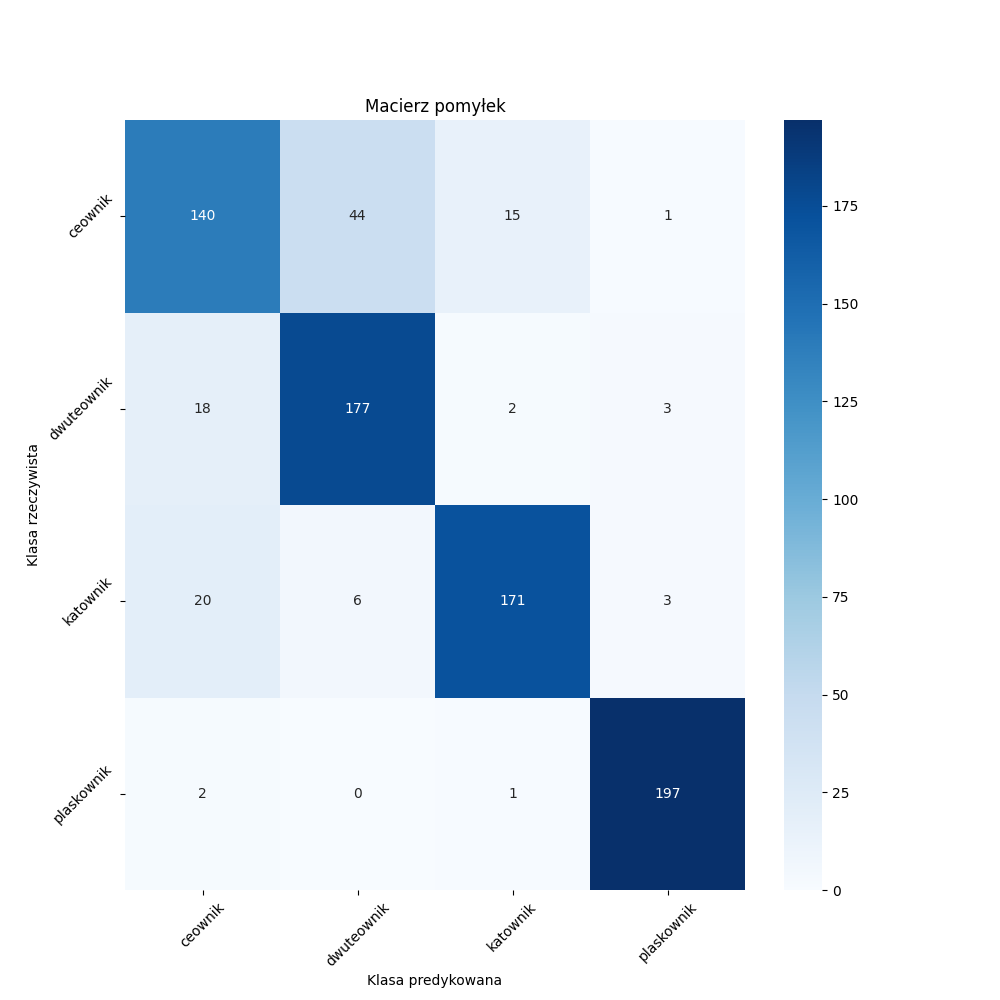 Macierz pomyłek
ceownik
140 44 15 1
dwuteownik
18 177 2 3
katownik
20 6 171 3
plaskownik
2 0 1 197
Klasa rzeczywista
ceownik dwuteownik katownik plaskownik
Klasa predykowana
175
150
125
100
75
50
25
0